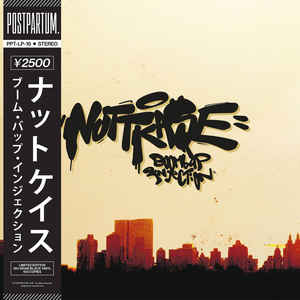 POSTPARTUM.
PPT-LP-16 ● STEREO
¥2500
ナットケイス
ブーム・バップ・インジェクション
LIMITED EDITION
NUTTKASE
BOOM BAP
INJECTION